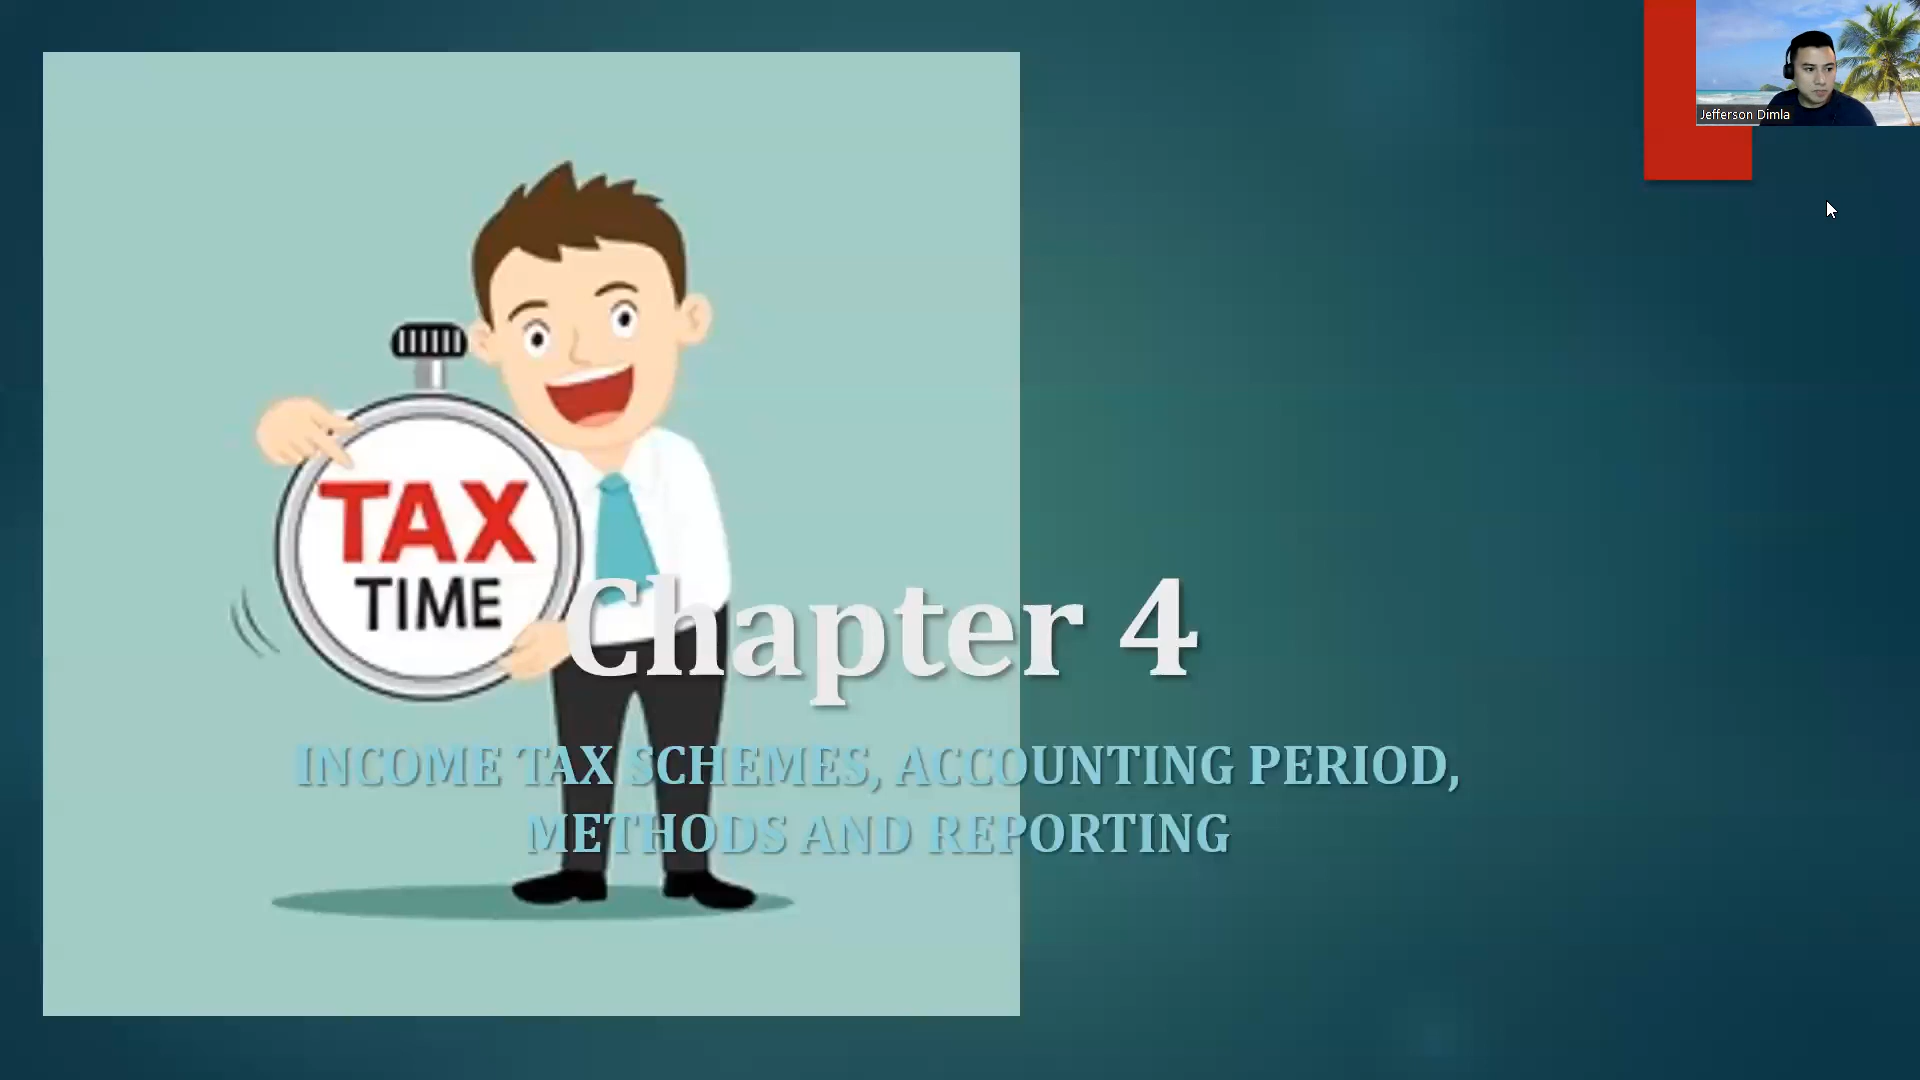 Jefferson Dimla
TAX
TIME
Chapter 4
INCOME TAX SCHEMES, ACCOUNTING PERIOD,
METHODS AND REPORTING